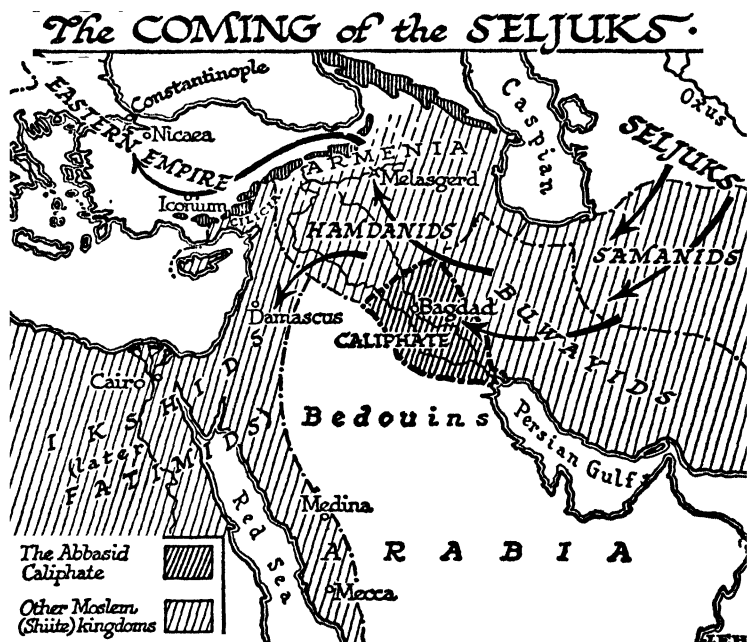 The COMING of the SELJUKS.
Constantinople
EASTERN EMPIRE
Nicaea
Iconium
CILICIA
ARMENIA
Melasgerd
Caspian
Oxus
SELJUKS
SAMANIDS
HAMDANIDS
BUWAYIDS
Bagdad
CALIPHATE
Damascus
Cairo
IKSHIDS
(later
FATIMIDS)
Bedouins
Persian Gulf
Red Sea
Medina
Mecca
ARABIA
The Abbasid
Caliphate
Other Moslem
(Shiite) kingdoms